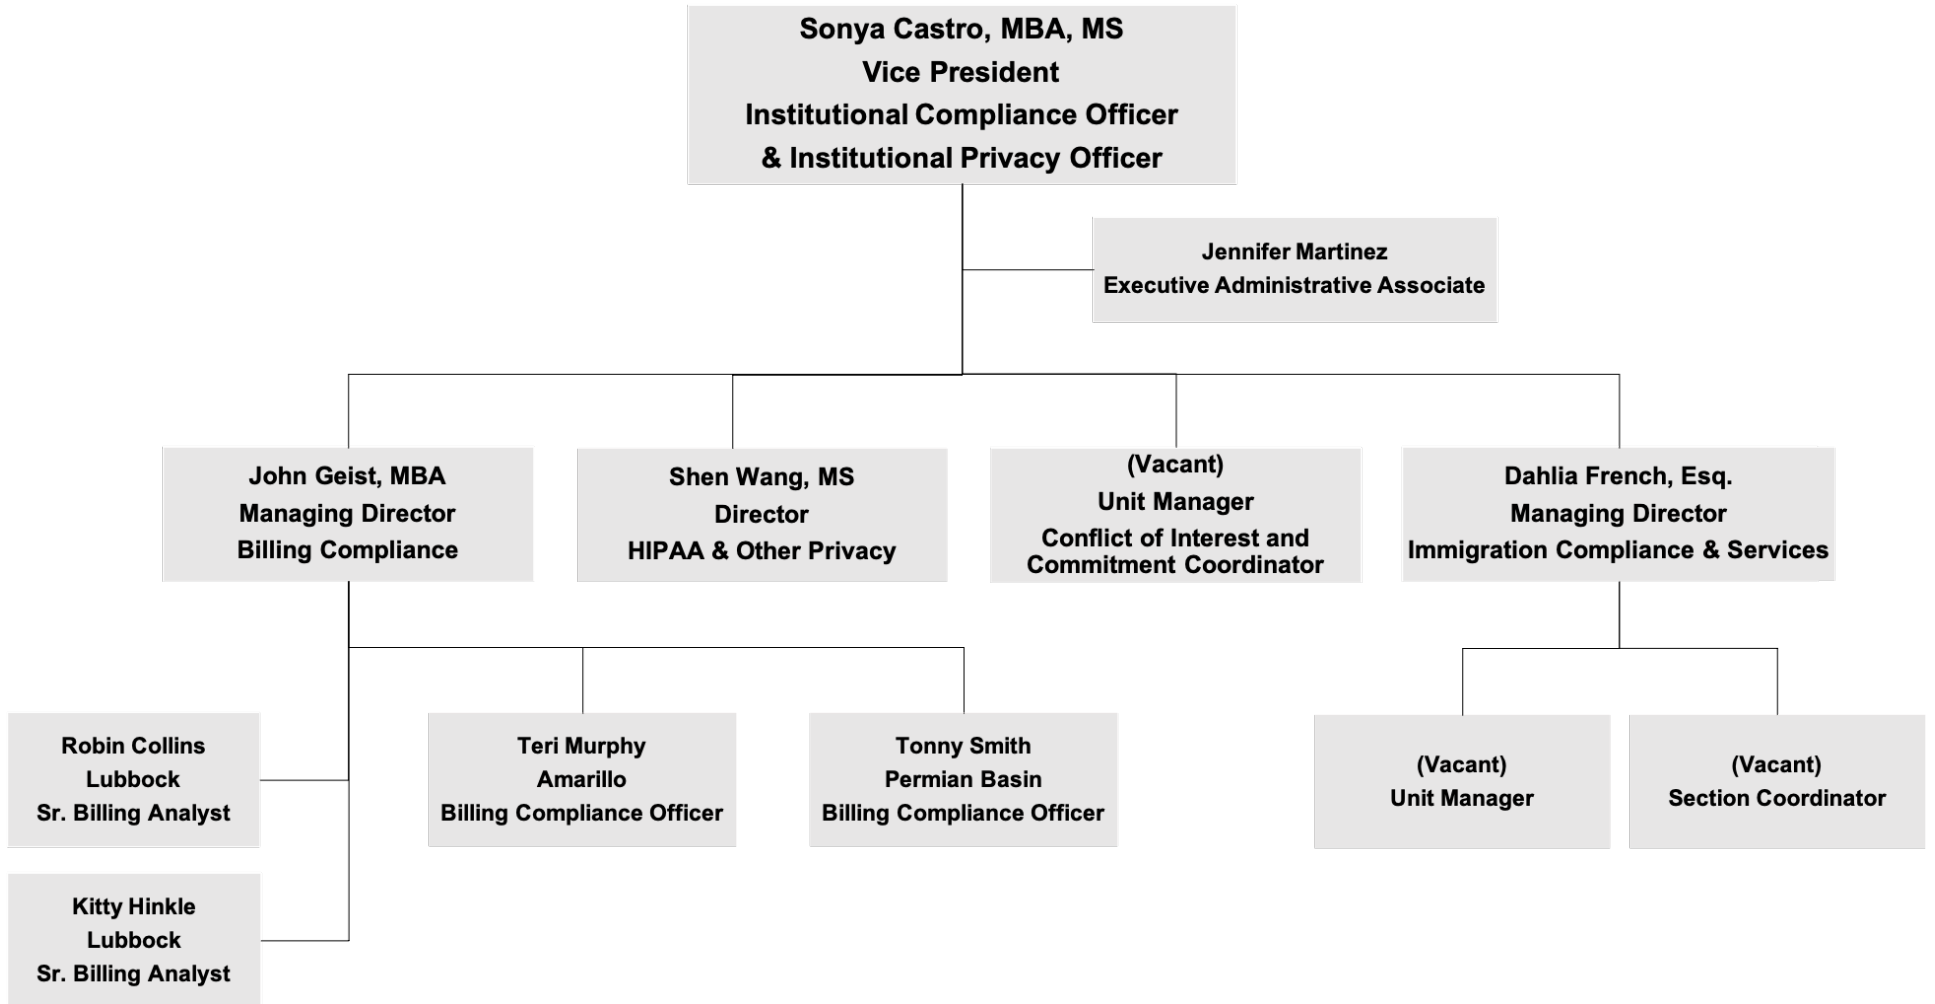 Sonya Castro, MBA, MS
Vice President
Institutional Compliance Officer
& Institutional Privacy Officer
Jennifer Martinez
Executive Administrative Associate
John Geist, MBA
Managing Director
Billing Compliance
Shen Wang, MS
Director
HIPAA & Other Privacy
(Vacant)
Unit Manager
Conflict of Interest and
Commitment Coordinator
Dahlia French, Esq.
Managing Director
Immigration Compliance & Services
Robin Collins
Lubbock
Sr. Billing Analyst
Teri Murphy
Amarillo
Billing Compliance Officer
Tonny Smith
Permian Basin
Billing Compliance Officer
(Vacant)
Unit Manager
(Vacant)
Section Coordinator
Kitty Hinkle
Lubbock
Sr. Billing Analyst